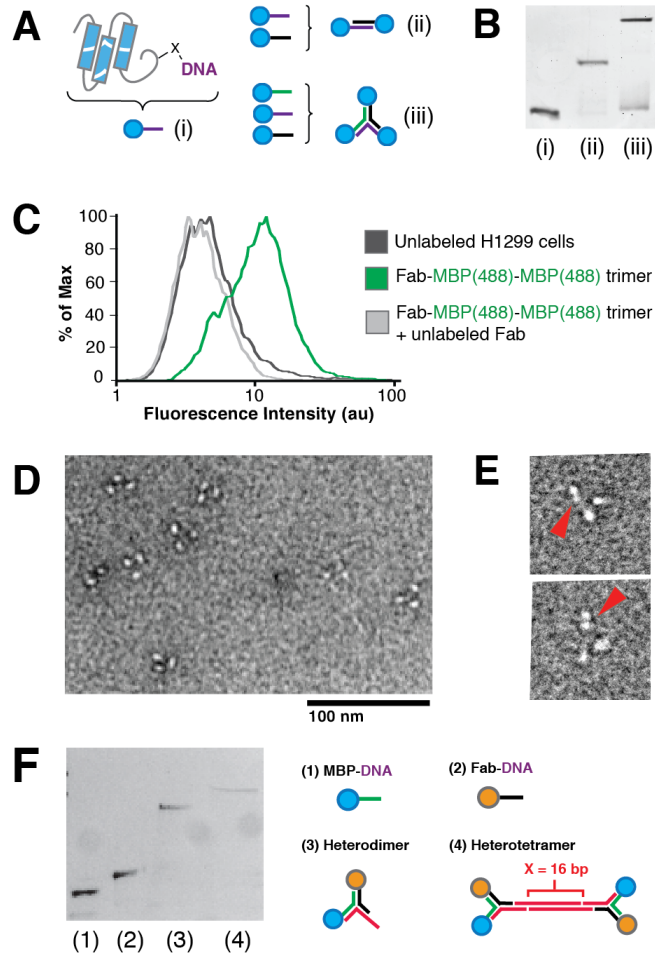 A
X
DNA
(i)
(ii)
(iii)
B
(i)
(ii)
(iii)
C
100
80
60
40
20
0
% of Max
1
10
100
Fluorescence Intensity (au)
Unlabeled H1299 cells
Fab-MBP(488)-MBP(488) trimer
Fab-MBP(488)-MBP(488) trimer
+ unlabeled Fab
D
100 nm
E
F
(1)
(2)
(3)
(4)
(1) MBP-DNA
(2) Fab-DNA
(3) Heterodimer
(4) Heterotetramer
X = 16 bp